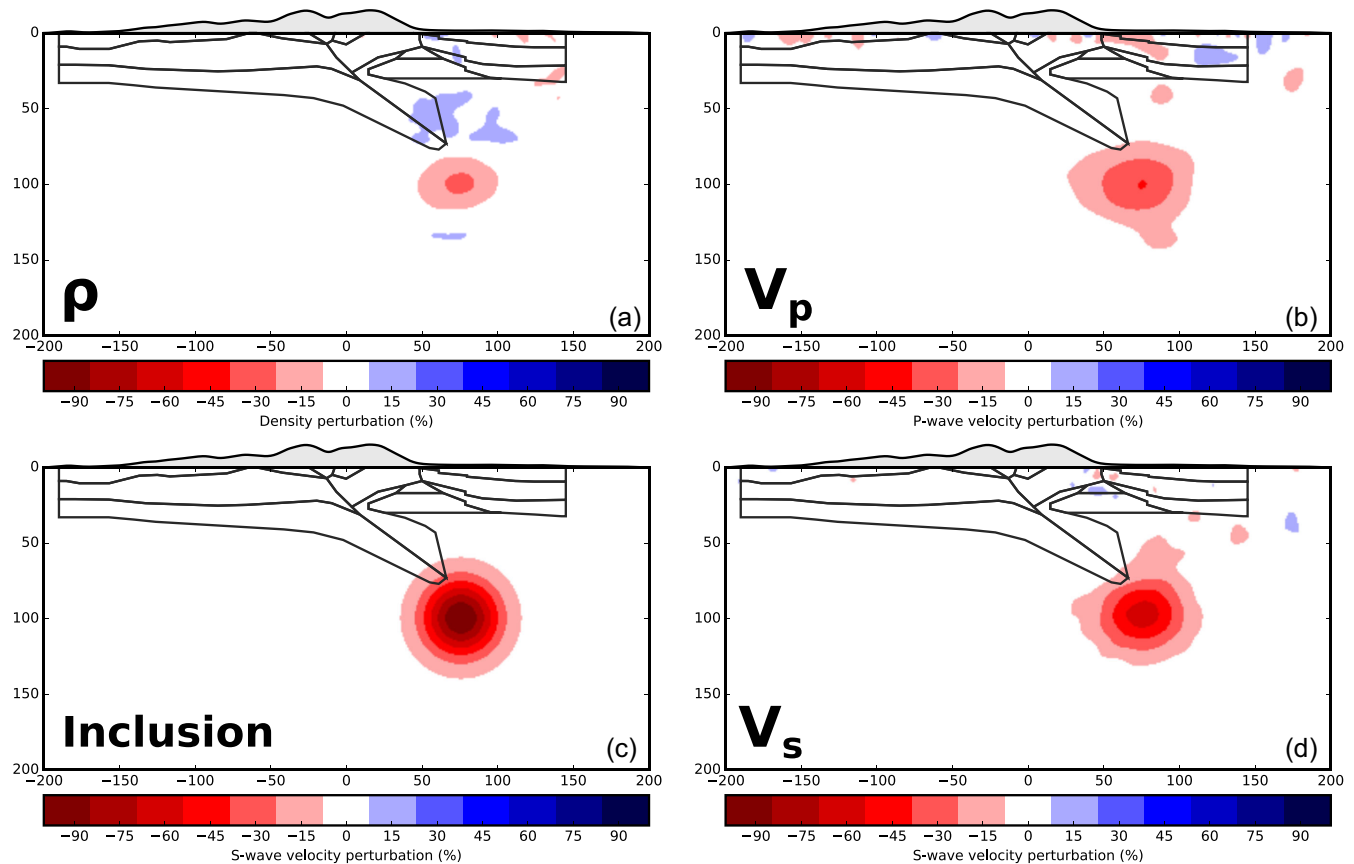 0
50
100
150
200
ρ
(a)
−200 −150 −100 −50 0 50 100 150 200
−90 −75 −60 −45 −30 −15 0 15 30 45 60 75 90
Density perturbation (%)
0
50
100
150
200
Vp
(b)
−200 −150 −100 −50 0 50 100 150 200
−90 −75 −60 −45 −30 −15 0 15 30 45 60 75 90
P-wave velocity perturbation (%)
0
50
100
150
200
Inclusion
(c)
−200 −150 −100 −50 0 50 100 150 200
−90 −75 −60 −45 −30 −15 0 15 30 45 60 75 90
S-wave velocity perturbation (%)
0
50
100
150
200
Vs
(d)
−200 −150 −100 −50 0 50 100 150 200
−90 −75 −60 −45 −30 −15 0 15 30 45 60 75 90
S-wave velocity perturbation (%)